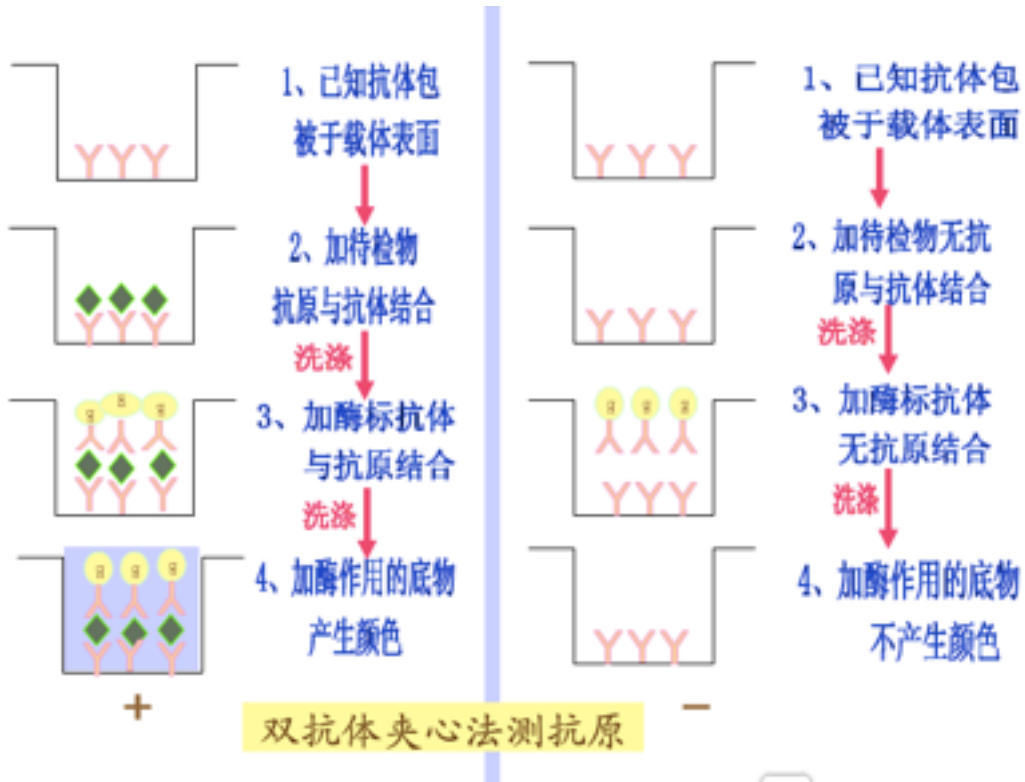 1、已知抗体包
被于载体表面
2、加待检物
抗原与抗体结合
洗涤
3、加酶标抗体
与抗原结合
洗涤
4、加酶作用的底物
产生颜色
+
1、已知抗体包
被于载体表面
2、加待检物无抗
原与抗体结合
洗涤
3、加酶标抗体
无抗原结合
洗涤
4、加酶作用的底物
不产生颜色
−
双抗体夹心法测抗原